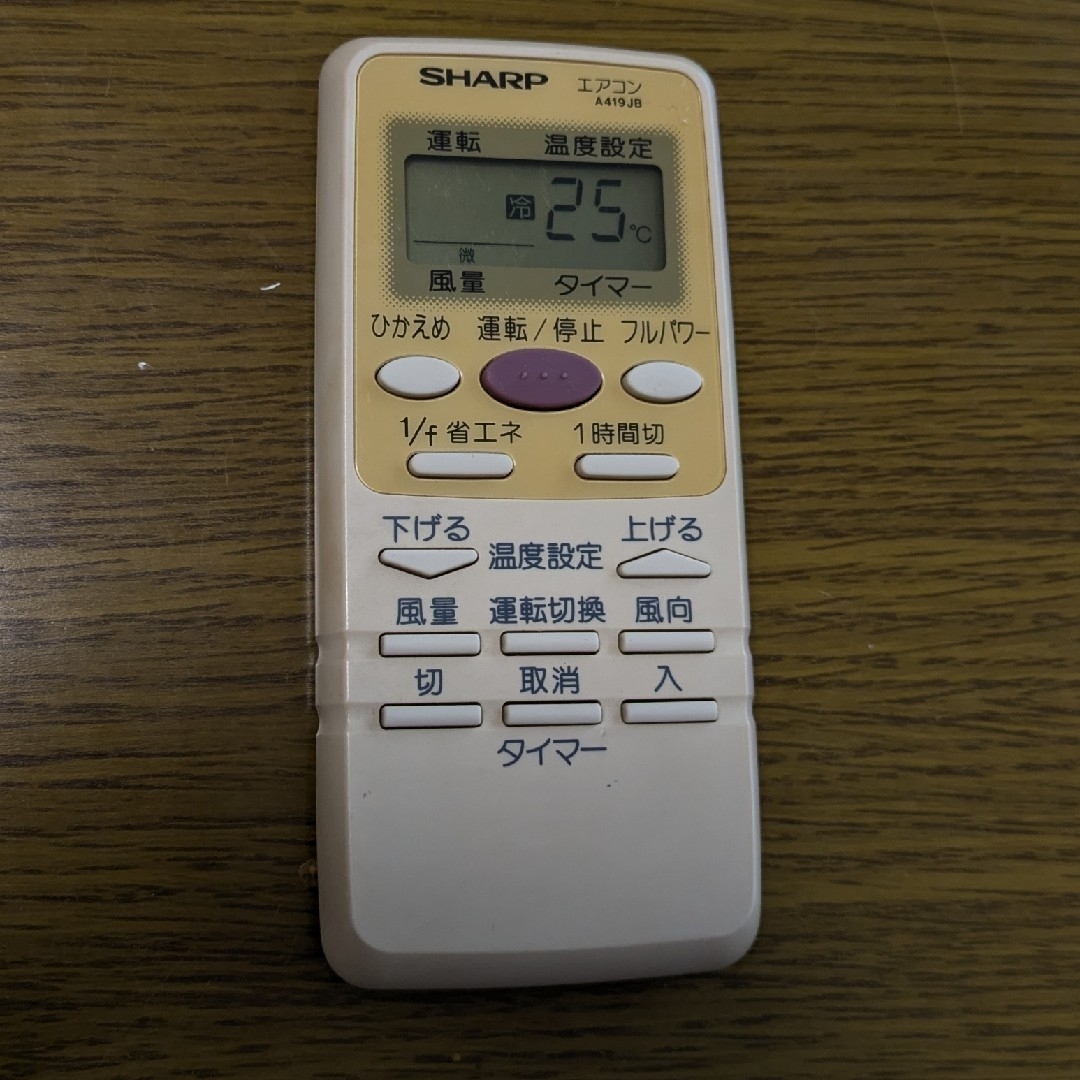 SHARP エアコン
A419JB
運転 温度設定
冷 25℃
微
風量 タイマー
ひかえめ 運転/停止 フルパワー
1/f 省エネ 1時間切
下げる 上げる
温度設定
風量 運転切換 風向
切 取消 入
タイマー